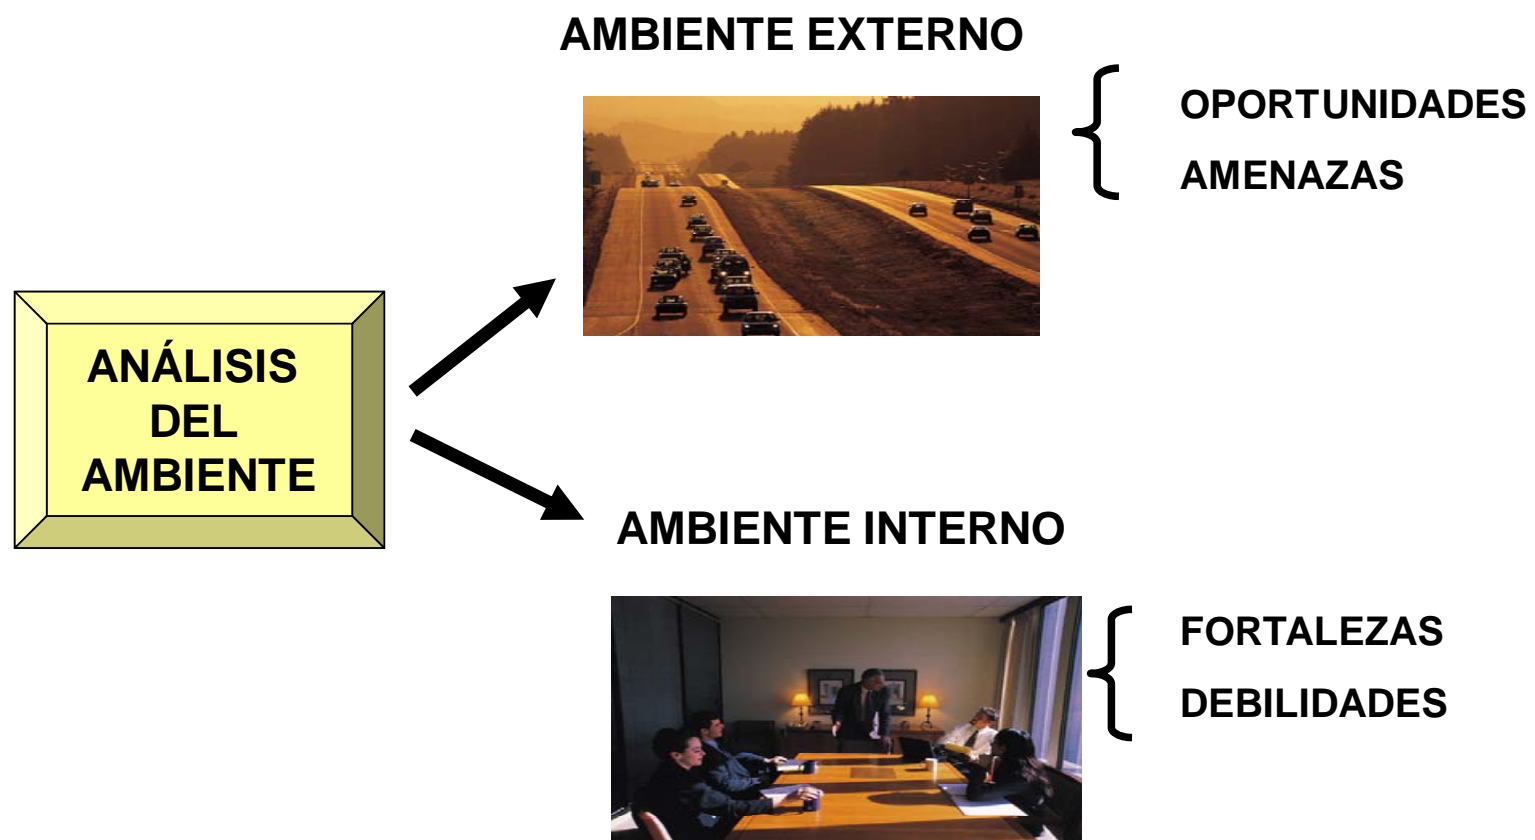 AMBIENTE EXTERNO
OPORTUNIDADES
AMENAZAS
ANÁLISIS
DEL
AMBIENTE
AMBIENTE INTERNO
FORTALEZAS
DEBILIDADES